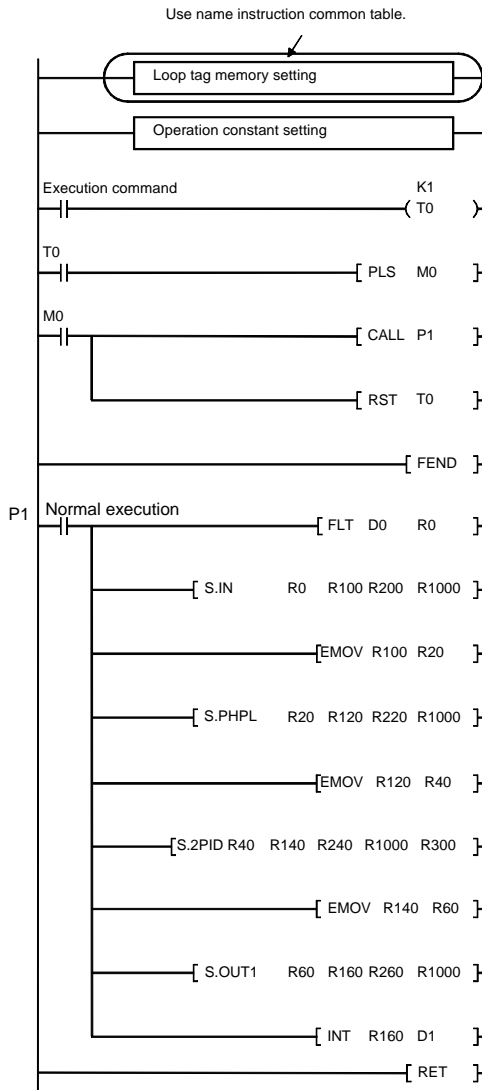 Use name instruction common table.
Loop tag memory setting
Operation constant setting
Execution command K1
T0
T0
PLS M0
M0
CALL P1
RST T0
FEND
P1 Normal execution
FLT D0 R0
S.IN R0 R100 R200 R1000
EMOV R100 R20
S.PHPL R20 R120 R220 R1000
EMOV R120 R40
S.2PID R40 R140 R240 R1000 R300
EMOV R140 R60
S.OUT1 R60 R160 R260 R1000
INT R160 D1
RET